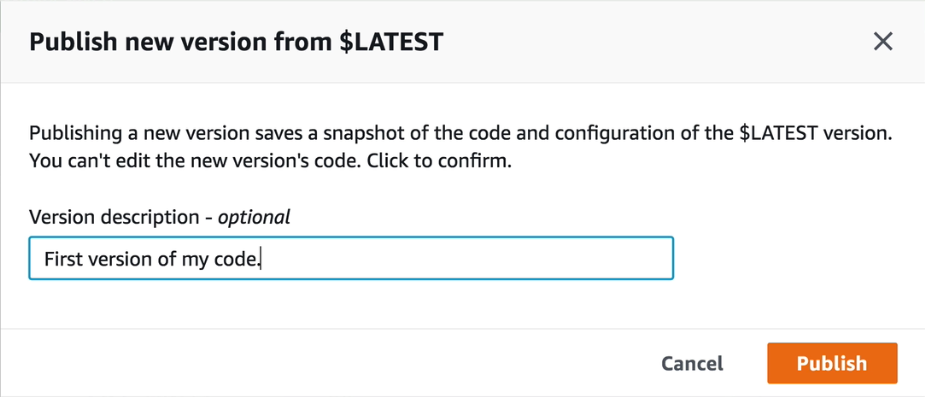 Publish new version from $LATEST
Publishing a new version saves a snapshot of the code and configuration of the $LATEST version.
You can't edit the new version's code. Click to confirm.
Version description - optional
First version of my code.
Cancel
Publish